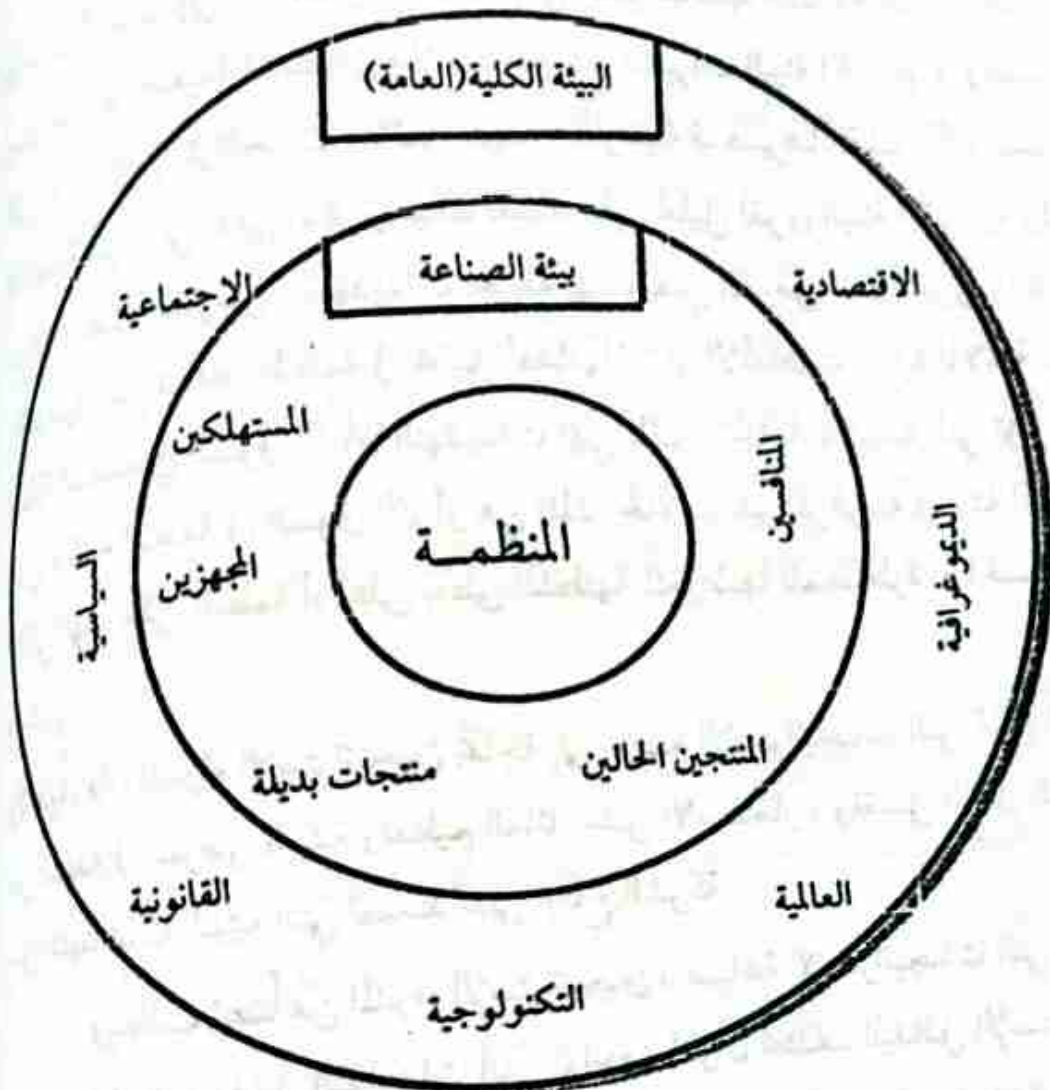 البيئة الكلية (العامة)
بيئة الصناعة
الاجتماعية
الاقتصادية
المستهلكين
المنافسين
المنظمــة
المجهزين
السياسية
الديموغرافية
المنتجين الحالين
منتجات بديلة
القانونية
العالمية
التكنولوجية